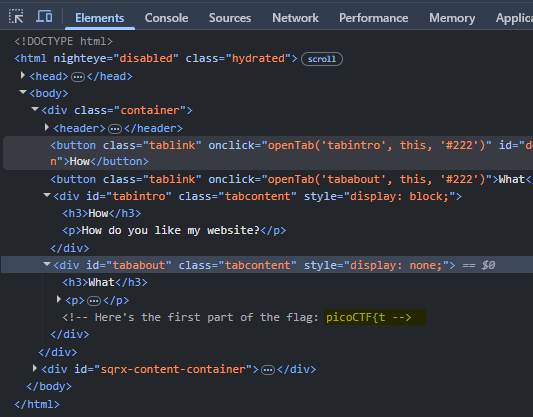 Elements Console Sources Network Performance Memory Applica
<!DOCTYPE html>
<html nighteye="disabled" class="hydrated"> scroll
<head> … </head>
<body>
<div class="container">
<header> … </header>
<button class="tablink" onclick="openTab('tabintro', this, '#222')" id="de
n">How</button>
<button class="tablink" onclick="openTab('tababout', this, '#222')">What</
<div id="tabintro" class="tabcontent" style="display: block;">
<h3>How</h3>
<p>How do you like my website?</p>
</div>
<div id="tababout" class="tabcontent" style="display: none;"> == $0
<h3>What</h3>
<p> … </p>
<!-- Here's the first part of the flag: picoCTF{t -->
</div>
</div>
<div id="sqrx-content-container"> … </div>
</body>
</html>